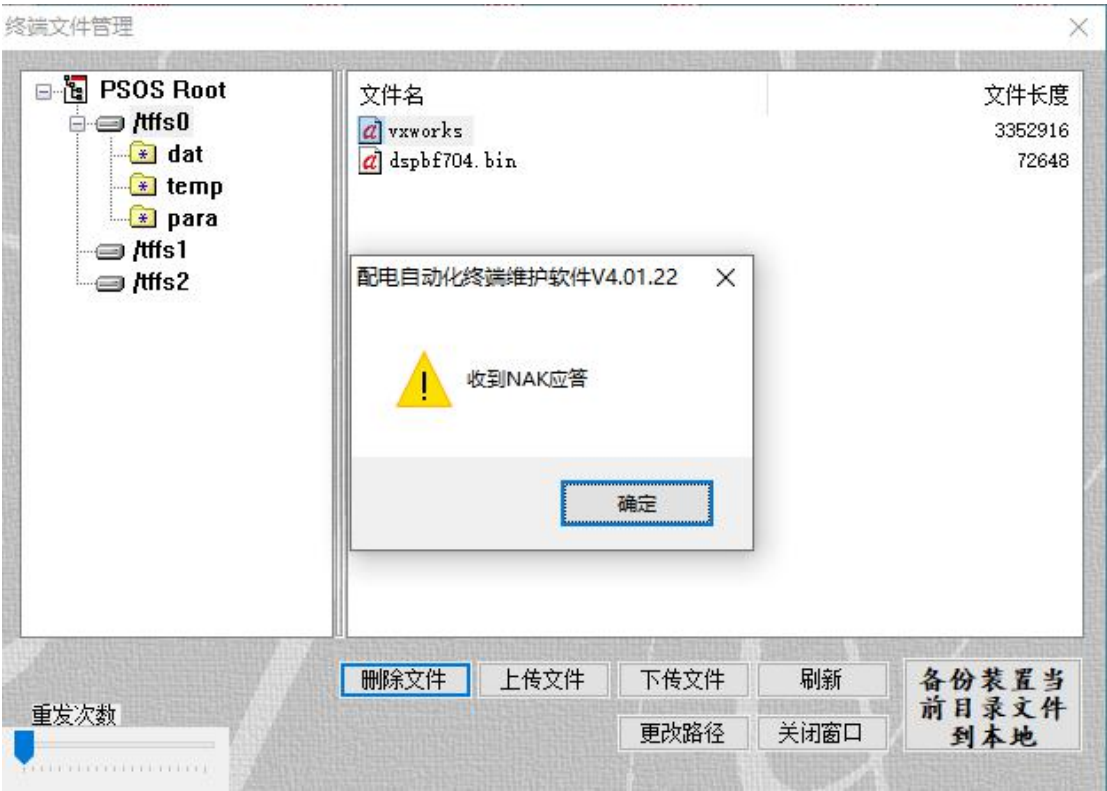 终端文件管理
PSOS Root
/tffs0
dat
temp
para
/tffs1
/tffs2
文件名 文件长度
vxworks 3352916
dspbf704.bin 72648
配电自动化终端维护软件V4.01.22
收到NAK应答
确定
删除文件 上传文件 下传文件 刷新
更改路径 关闭窗口
备份装置当
前目录文件
到本地
重发次数